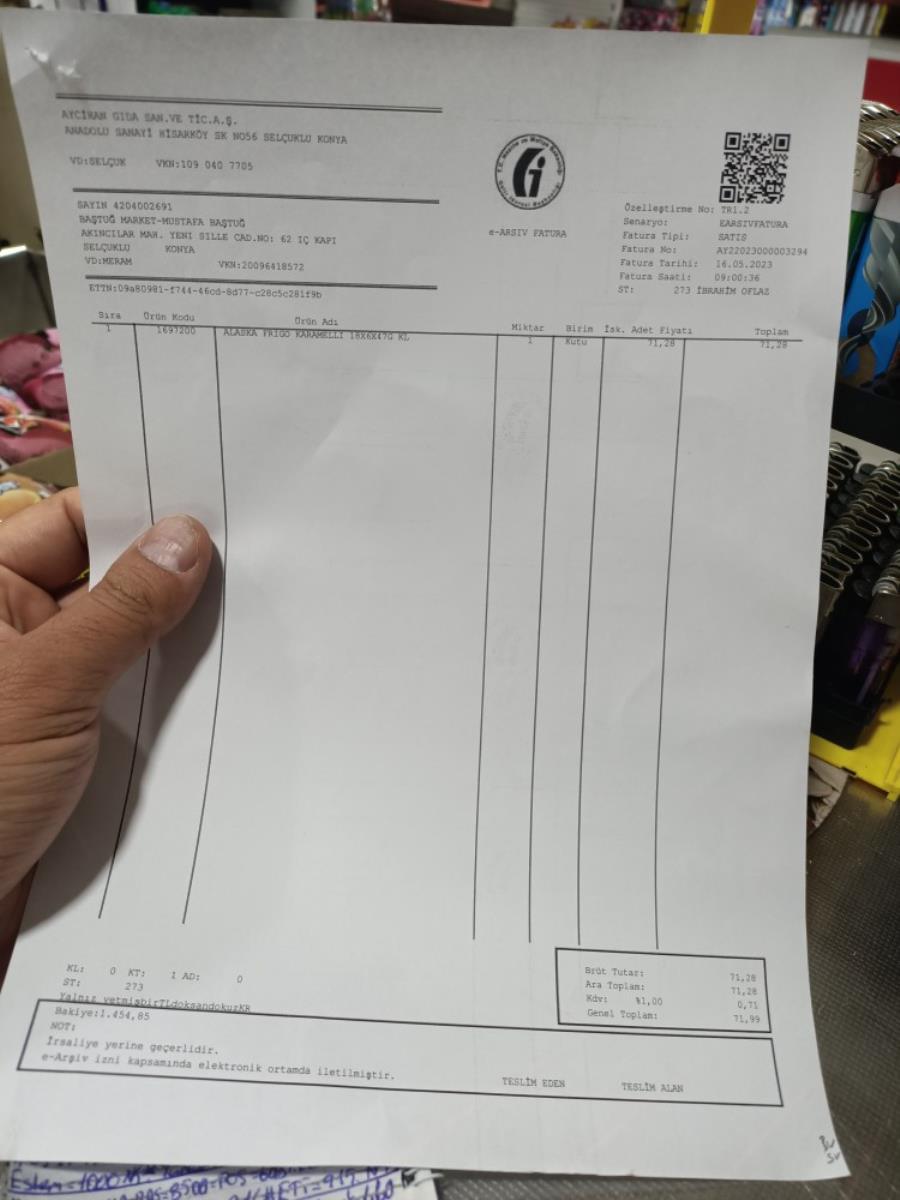 AYCİHAN GIDA SAN.VE TİC.A.Ş.
ANADOLU SANAYİ HİSARKÖY SK NO56 SELÇUKLU KONYA
VD:SELÇUK VKN:109 040 7705
SAYIN 4204002691
BAŞTUĞ MARKET-MUSTAFA BAŞTUĞ
AKINCILAR MAH. YENİ SILLE CAD.NO: 62 IÇ KAPI
SELÇUKLU KONYA
VD:MERAM VKN:20096418572
ETTN:09a80981-f744-46cd-8d77-c28c5c281f9b
e-ARSIV FATURA
Özelleştirme No: TR1.2
Senaryo: EARSIVFATURA
Fatura Tipi: SATIS
Fatura No: AY22023000003294
Fatura Tarihi: 16.05.2023
Fatura Saati: 09:00:36
ST: 273 İBRAHİM OFLAZ
Sıra Ürün Kodu Ürün Adı Miktar Birim İsk. Adet Fiyatı Toplam
1 1697200 ALASKA FRIGO KARAMELLI 18X6X47G KL 1 Kutu 71,28 71,28
KL: 0 KT: 1 AD: 0
ST: 273
Yalnız yetmişbirTLdoksandokuzKR
Brüt Tutar: 71,28
Ara Toplam: 71,28
Kdv: %1,00 0,71
Genel Toplam: 71,99
Bakiye:1.454,85
NOT:
İrsaliye yerine geçerlidir.
e-Arşiv izni kapsamında elektronik ortamda iletilmiştir.
TESLİM EDEN TESLİM ALAN